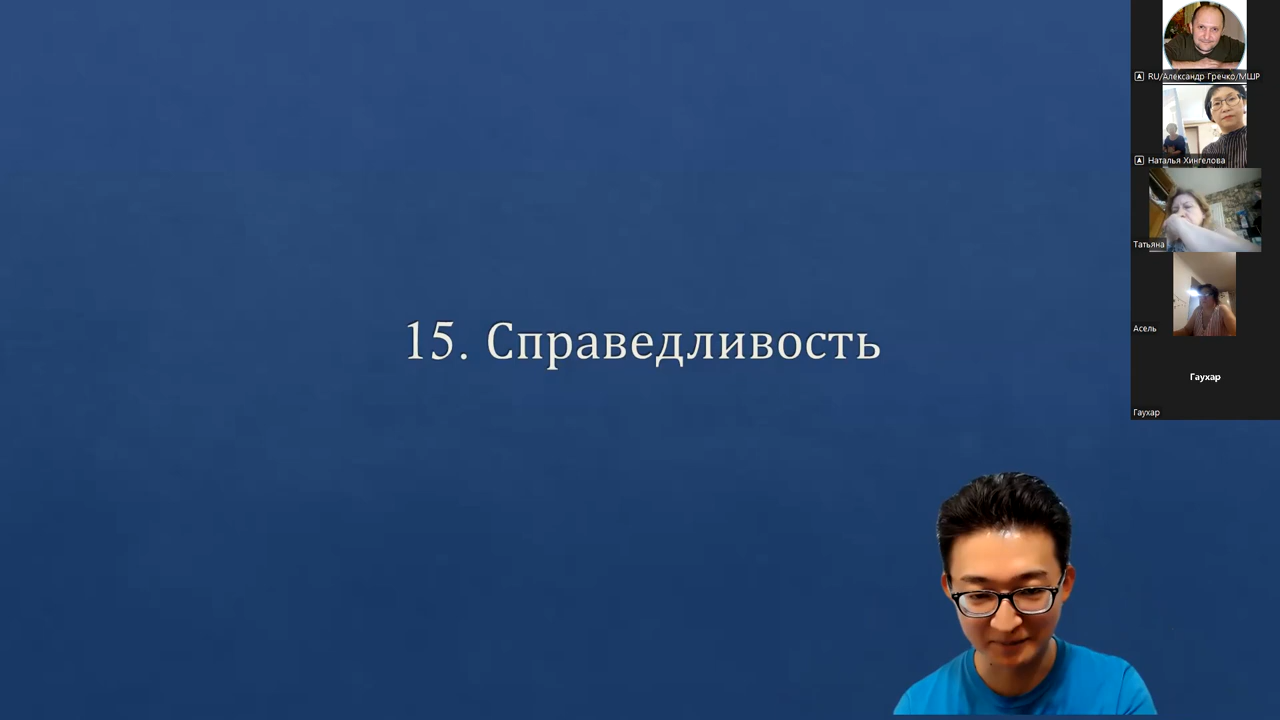 15. Справедливость
RU/Александр Гречко/МШР
Наталья Хингелова
Татьяна
Асель
Гаухар
Гаухар